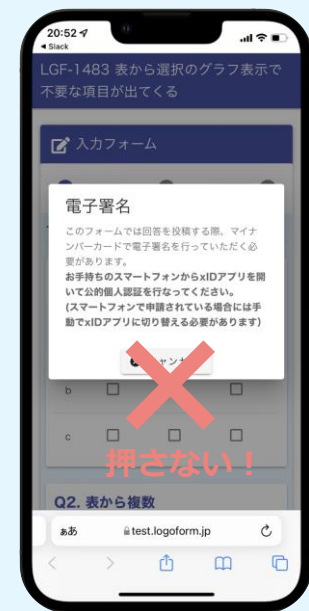 20:52
◀ Slack
LGF-1483 表から選択のグラフ表示で
不要な項目が出てくる
入力フォーム
電子署名
このフォームでは回答を投稿する際、マイナ
ンバーカードで電子署名を行っていただく必
要があります。
お手持ちのスマートフォンからxIDアプリを開
いて公的個人認証を行なってください。
(スマートフォンで申請されている場合には手
動でxIDアプリに切り替える必要があります)
b
c
押さない!
Q2. 表から複数
ぁあ test.logoform.jp